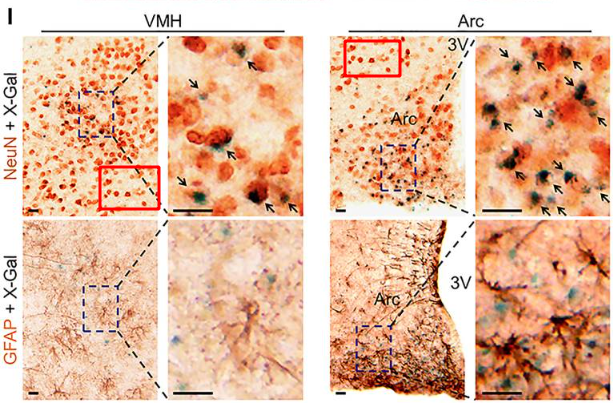 I
VMH
Arc
NeuN + X-Gal
3V
Arc
GFAP + X-Gal
3V
Arc